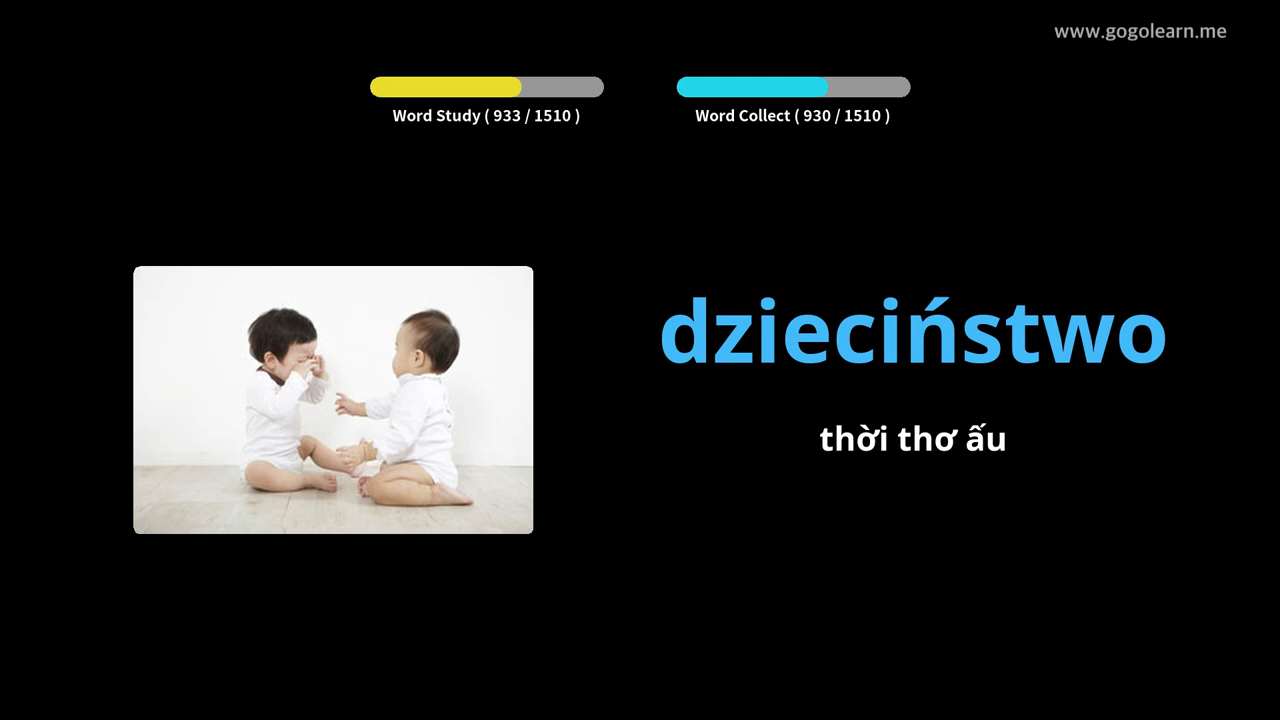 www.gogolearn.me
Word Study ( 933 / 1510 )
Word Collect ( 930 / 1510 )
dzieciństwo
thời thơ ấu